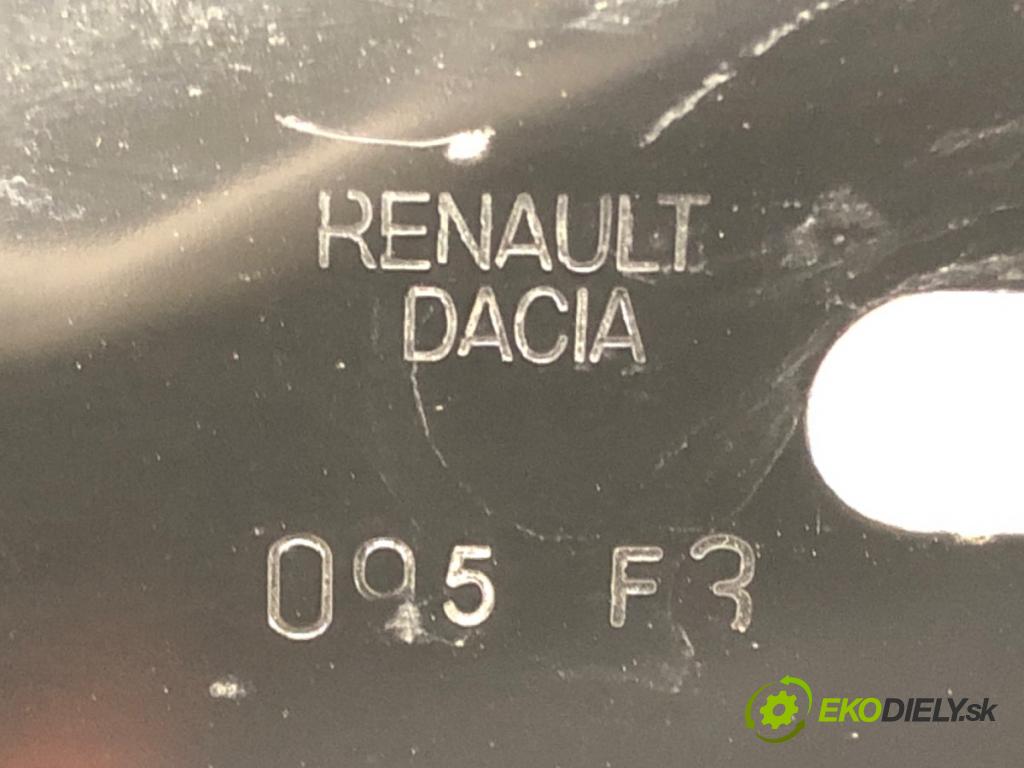 RENAULT
DACIA
095 F3
EKODIELY.sk